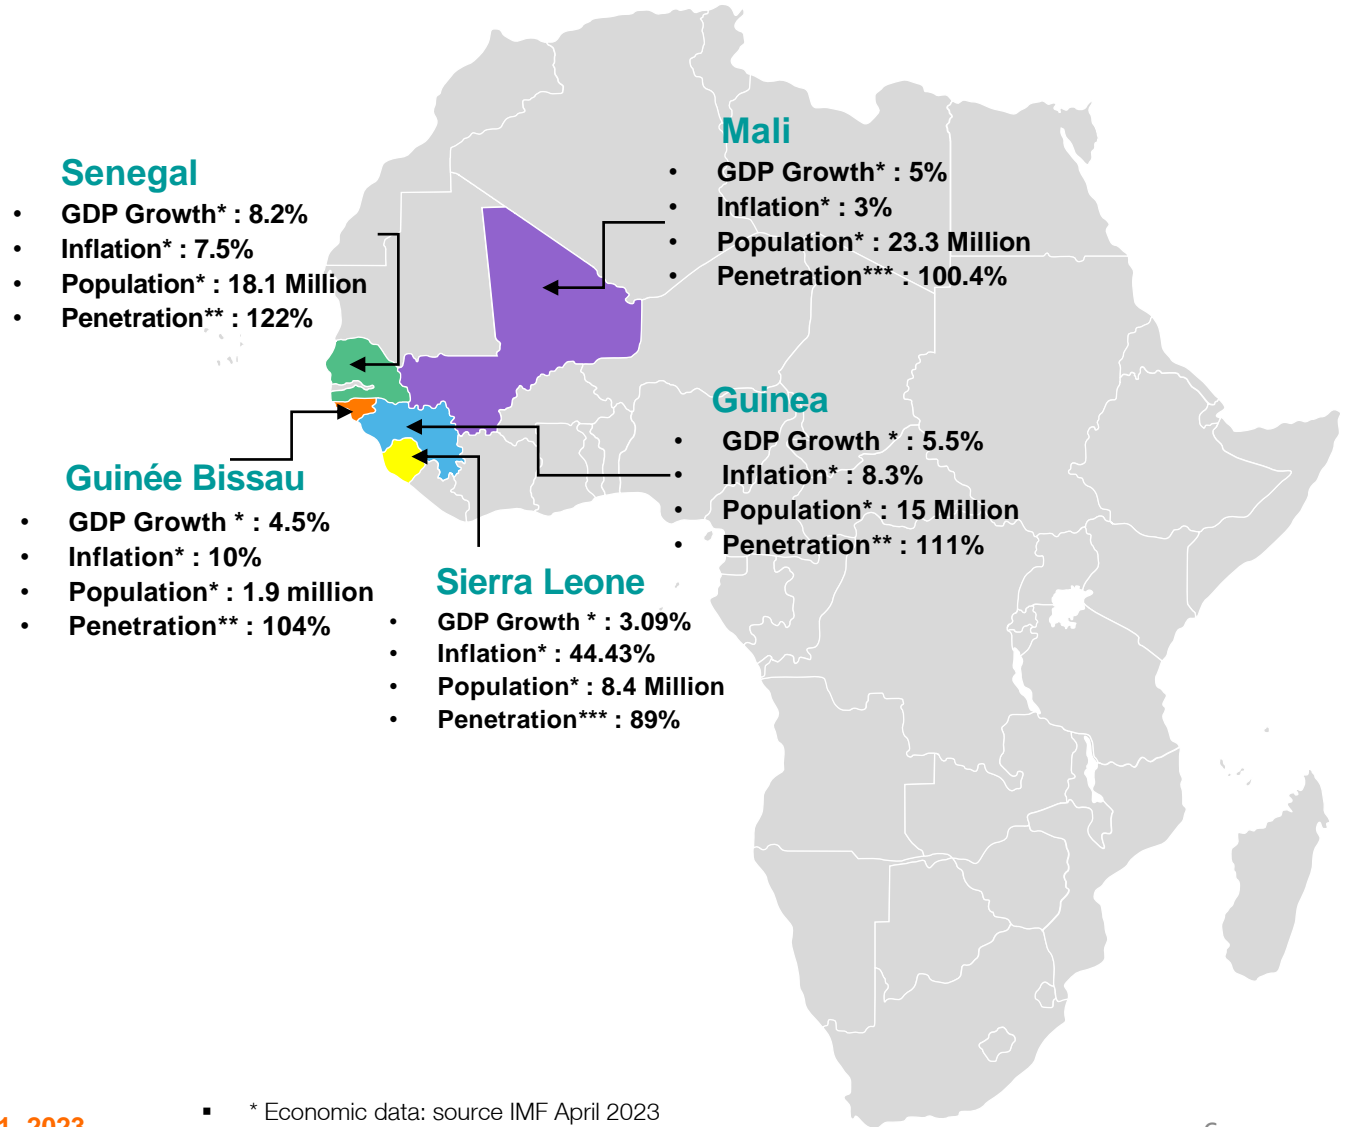 Senegal
• GDP Growth* : 8.2%
• Inflation* : 7.5%
• Population* : 18.1 Million
• Penetration** : 122%
Mali
• GDP Growth* : 5%
• Inflation* : 3%
• Population* : 23.3 Million
• Penetration*** : 100.4%
Guinea
• GDP Growth * : 5.5%
• Inflation* : 8.3%
• Population* : 15 Million
• Penetration** : 111%
Guinée Bissau
• GDP Growth * : 4.5%
• Inflation* : 10%
• Population* : 1.9 million
• Penetration** : 104%
Sierra Leone
• GDP Growth * : 3.09%
• Inflation* : 44.43%
• Population* : 8.4 Million
• Penetration*** : 89%
▪ * Economic data: source IMF April 2023
1, 2023